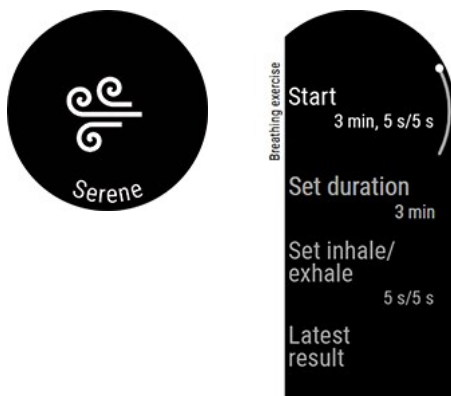 Serene
Breathing exercise
Start
3 min, 5 s/5 s
Set duration
3 min
Set inhale/
exhale
5 s/5 s
Latest
result